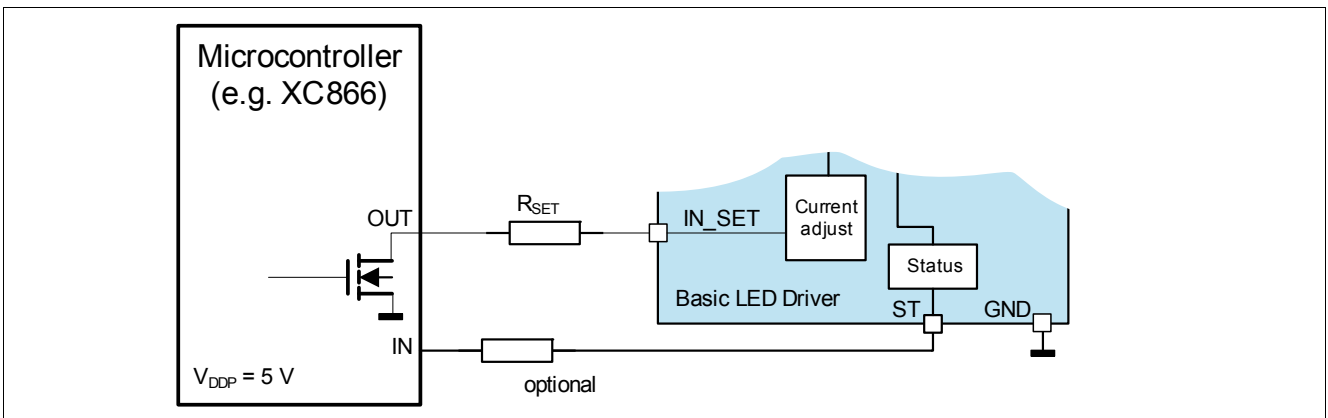 Microcontroller
(e.g. XC866)
OUT
RSET
IN_SET
Current
adjust
Status
Basic LED Driver
ST
GND
IN
VDDP = 5 V
optional